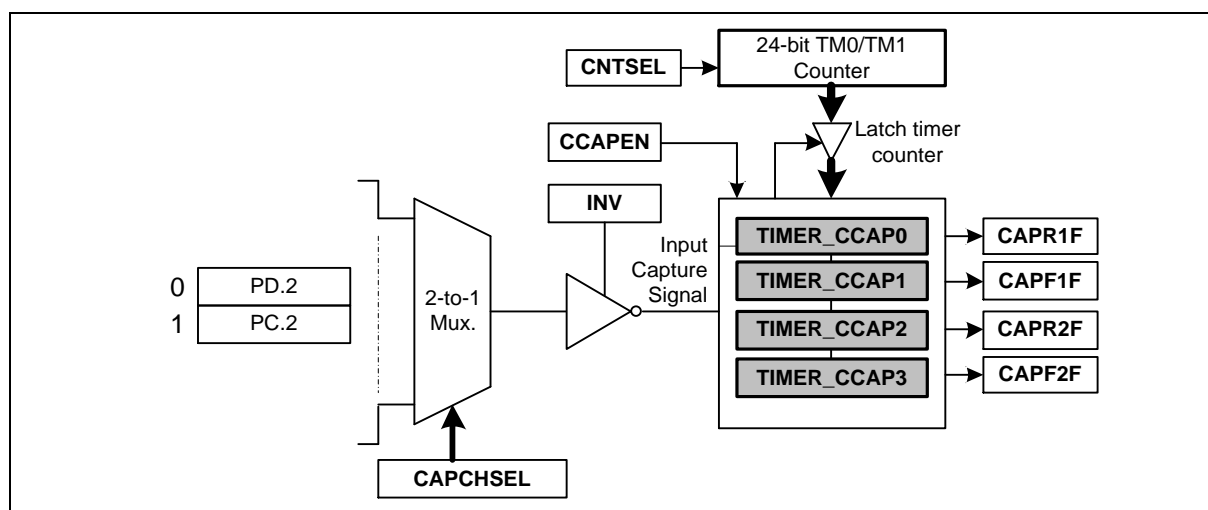 24-bit TM0/TM1
Counter
CNTSEL
Latch timer
counter
CCAPEN
INV
Input
Capture
Signal
TIMER_CCAP0
TIMER_CCAP1
TIMER_CCAP2
TIMER_CCAP3
CAPR1F
CAPF1F
CAPR2F
CAPF2F
0 PD.2
1 PC.2
2-to-1
Mux.
CAPCHSEL